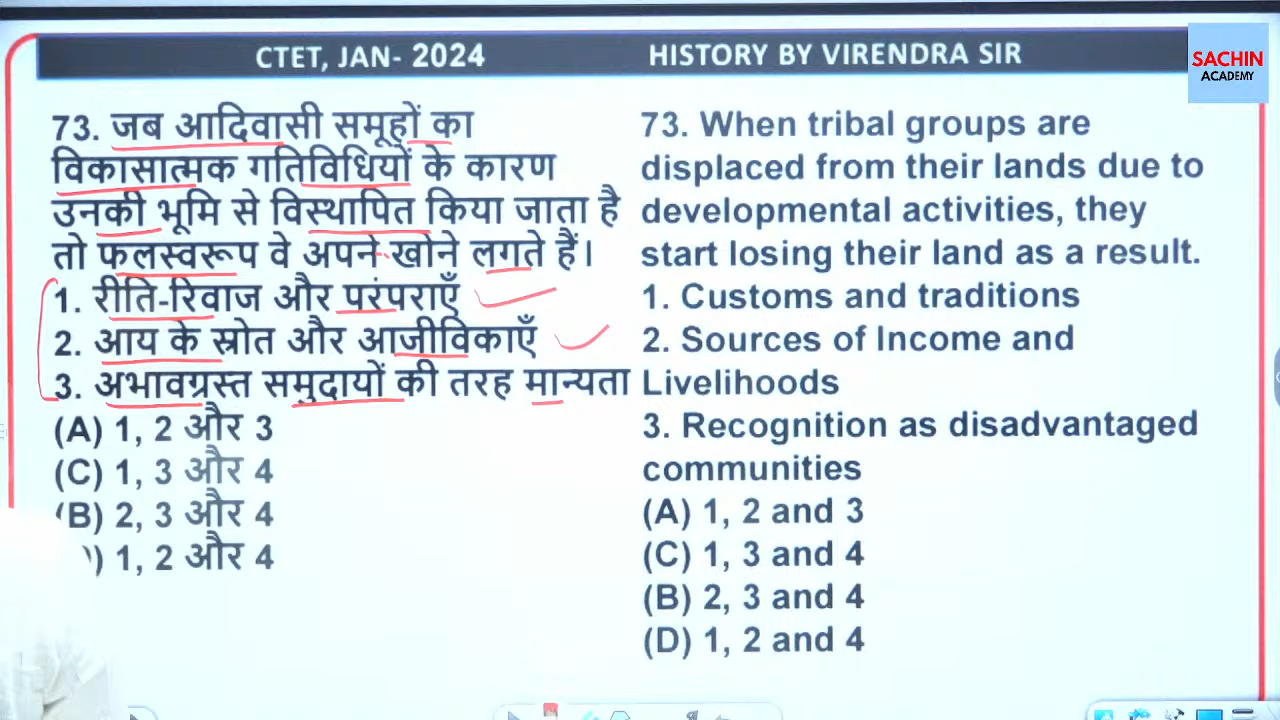 CTET, JAN- 2024
HISTORY BY VIRENDRA SIR
SACHIN
ACADEMY
73. जब आदिवासी समूहों का
विकासात्मक गतिविधियों के कारण
उनकी भूमि से विस्थापित किया जाता है
तो फलस्वरूप वे अपने खोने लगते हैं।
1. रीति-रिवाज और परंपराएँ
2. आय के स्रोत और आजीविकाएँ
3. अभावग्रस्त समुदायों की तरह मान्यता
(A) 1, 2 और 3
(C) 1, 3 और 4
(B) 2, 3 और 4
) 1, 2 और 4
73. When tribal groups are
displaced from their lands due to
developmental activities, they
start losing their land as a result.
1. Customs and traditions
2. Sources of Income and
Livelihoods
3. Recognition as disadvantaged
communities
(A) 1, 2 and 3
(C) 1, 3 and 4
(B) 2, 3 and 4
(D) 1, 2 and 4